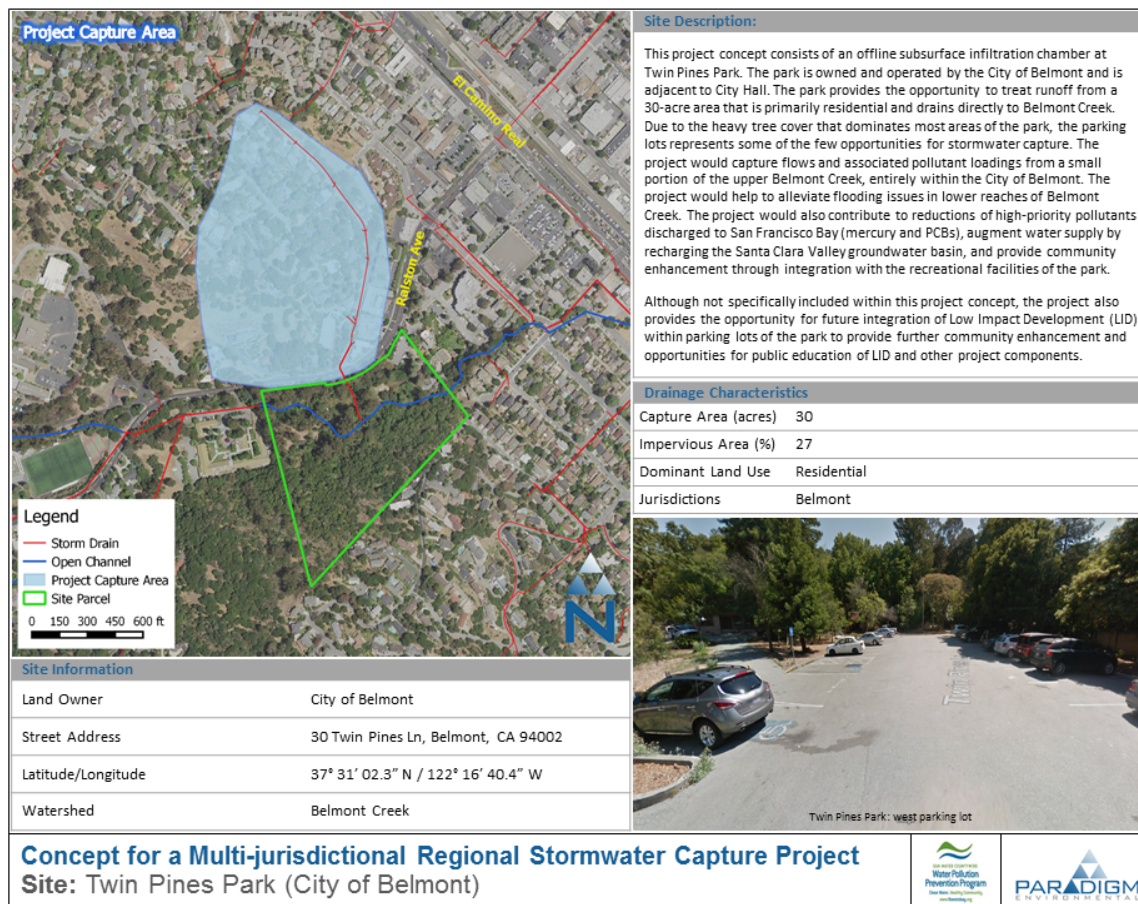 Project Capture Area
El Camino Real
Ralston Ave
Legend
Storm Drain
Open Channel
Project Capture Area
Site Parcel
0 150 300 450 600 ft
N
Site Information
Land Owner City of Belmont
Street Address 30 Twin Pines Ln, Belmont, CA 94002
Latitude/Longitude 37° 31′ 02.3” N / 122° 16′ 40.4” W
Watershed Belmont Creek
Site Description:
This project concept consists of an offline subsurface infiltration chamber at
Twin Pines Park. The park is owned and operated by the City of Belmont and is
adjacent to City Hall. The park provides the opportunity to treat runoff from a
30-acre area that is primarily residential and drains directly to Belmont Creek.
Due to the heavy tree cover that dominates most areas of the park, the parking
lots represents some of the few opportunities for stormwater capture. The
project would capture flows and associated pollutant loadings from a small
portion of the upper Belmont Creek, entirely within the City of Belmont. The
project would help to alleviate flooding issues in lower reaches of Belmont
Creek. The project would also contribute to reductions of high-priority pollutants
discharged to San Francisco Bay (mercury and PCBs), augment water supply by
recharging the Santa Clara Valley groundwater basin, and provide community
enhancement through integration with the recreational facilities of the park.
Although not specifically included within this project concept, the project also
provides the opportunity for future integration of Low Impact Development (LID)
within parking lots of the park to provide further community enhancement and
opportunities for public education of LID and other project components.
Drainage Characteristics
Capture Area (acres) 30
Impervious Area (%) 27
Dominant Land Use Residential
Jurisdictions Belmont
Twin Pines Park: west parking lot
Concept for a Multi-jurisdictional Regional Stormwater Capture Project
Site: Twin Pines Park (City of Belmont)
Water Pollution
Prevention Program
PARADIGM
ENVIRONMENTAL